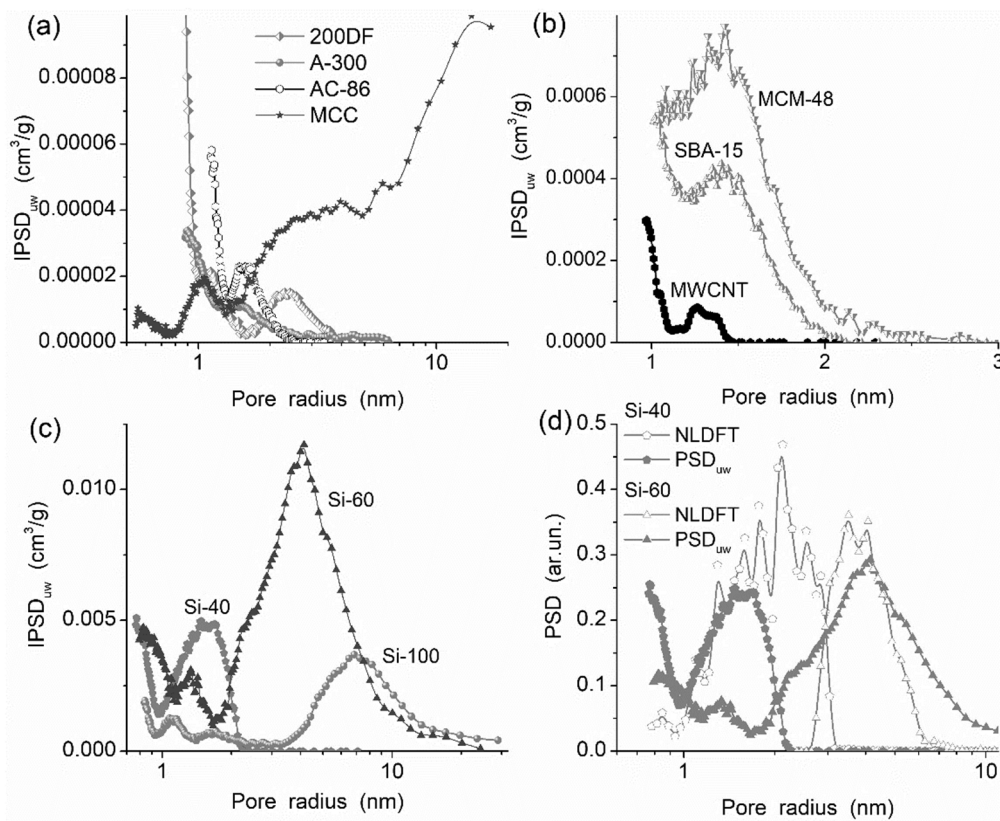 (a)
200DF
A-300
AC-86
MCC
0.00008
0.00006
0.00004
0.00002
0.00000
IPSDuw (cm³/g)
1
10
Pore radius (nm)
(b)
MCM-48
SBA-15
MWCNT
0.0006
0.0004
0.0002
0.0000
IPSDuw (cm³/g)
1
2
3
Pore radius (nm)
(c)
Si-60
Si-40
Si-100
0.010
0.005
0.000
IPSDuw (cm³/g)
1
10
Pore radius (nm)
(d)
Si-40
NLDFT
PSDuw
Si-60
NLDFT
PSDuw
0.5
0.4
0.3
0.2
0.1
0.0
PSD (ar.un.)
1
10
Pore radius (nm)